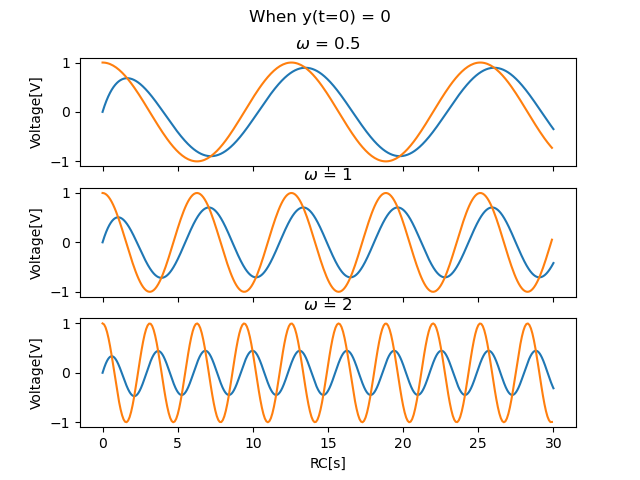 When y(t=0) = 0
ω = 0.5
Voltage[V]
1
0
−1
ω = 1
Voltage[V]
1
0
−1
ω = 2
Voltage[V]
1
0
−1
0 5 10 15 20 25 30
RC[s]